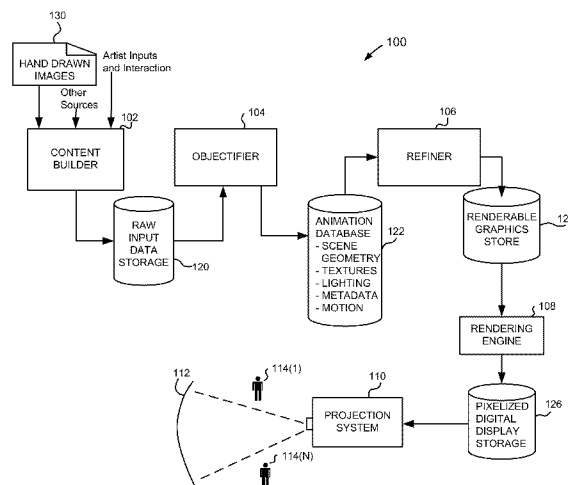 130
HAND DRAWN
IMAGES
Artist Inputs
and Interaction
Other
Sources
102
CONTENT
BUILDER
104
OBJECTIFIER
100
106
REFINER
RAW
INPUT
DATA
STORAGE
120
ANIMATION
DATABASE
- SCENE
GEOMETRY
- TEXTURES
- LIGHTING
- METADATA
- MOTION
122
RENDERABLE
GRAPHICS
STORE
108
RENDERING
ENGINE
112
114(1)
110
PROJECTION
SYSTEM
PIXELIZED
DIGITAL
DISPLAY
STORAGE
126
114(N)